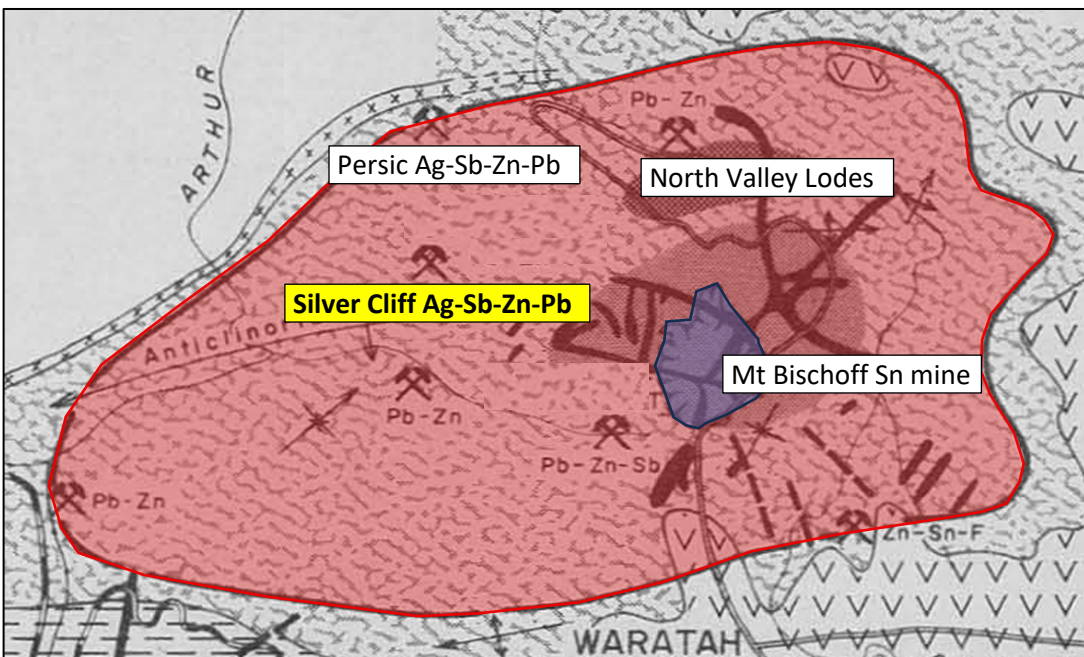 ARTHUR
Pb-Zn
Persic Ag-Sb-Zn-Pb
North Valley Lodes
Silver Cliff Ag-Sb-Zn-Pb
Anticlinori
Mt Bischoff Sn mine
Pb-Zn
Pb-Zn-Sb
Pb-Zn
Zn-Sn-F
WARATAH